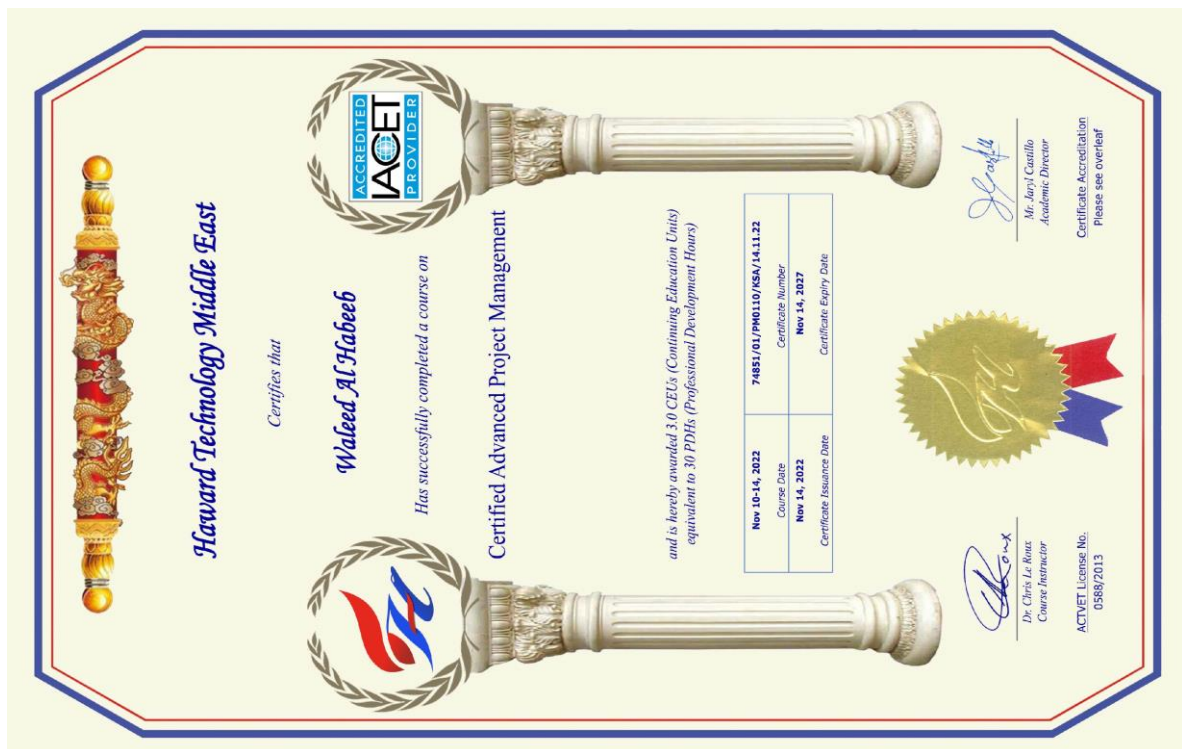 Haward Technology Middle East
Certifies that
Waleed Al Habeeb
Has successfully completed a course on
Certified Advanced Project Management
ACCREDITED
IACET
PROVIDER
and is hereby awarded 3.0 CEUs (Continuing Education Units)
equivalent to 30 PDHs (Professional Development Hours)
Nov 10-14, 2022 74851/01/PM0110/KSA/14.11.22
Course Date Certificate Number
Nov 14, 2022 Nov 14, 2027
Certificate Issuance Date Certificate Expiry Date
Dr. Chris Le Roux
Course Instructor
Mr. Jaryl Castillo
Academic Director
ACTVET License No.
0588/2013
Certificate Accreditation
Please see overleaf